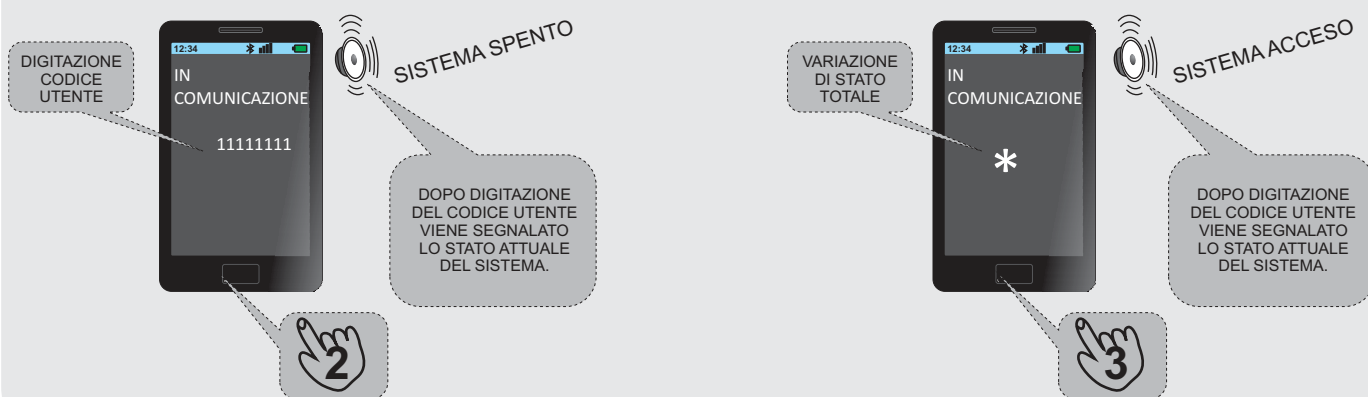 DIGITAZIONE
CODICE
UTENTE
12:34
IN
COMUNICAZIONE
11111111
SISTEMA SPENTO
DOPO DIGITAZIONE
DEL CODICE UTENTE
VIENE SEGNALATO
LO STATO ATTUALE
DEL SISTEMA.
2
VARIAZIONE
DI STATO
TOTALE
12:34
IN
COMUNICAZIONE
*
SISTEMA ACCESO
DOPO DIGITAZIONE
DEL CODICE UTENTE
VIENE SEGNALATO
LO STATO ATTUALE
DEL SISTEMA.
3